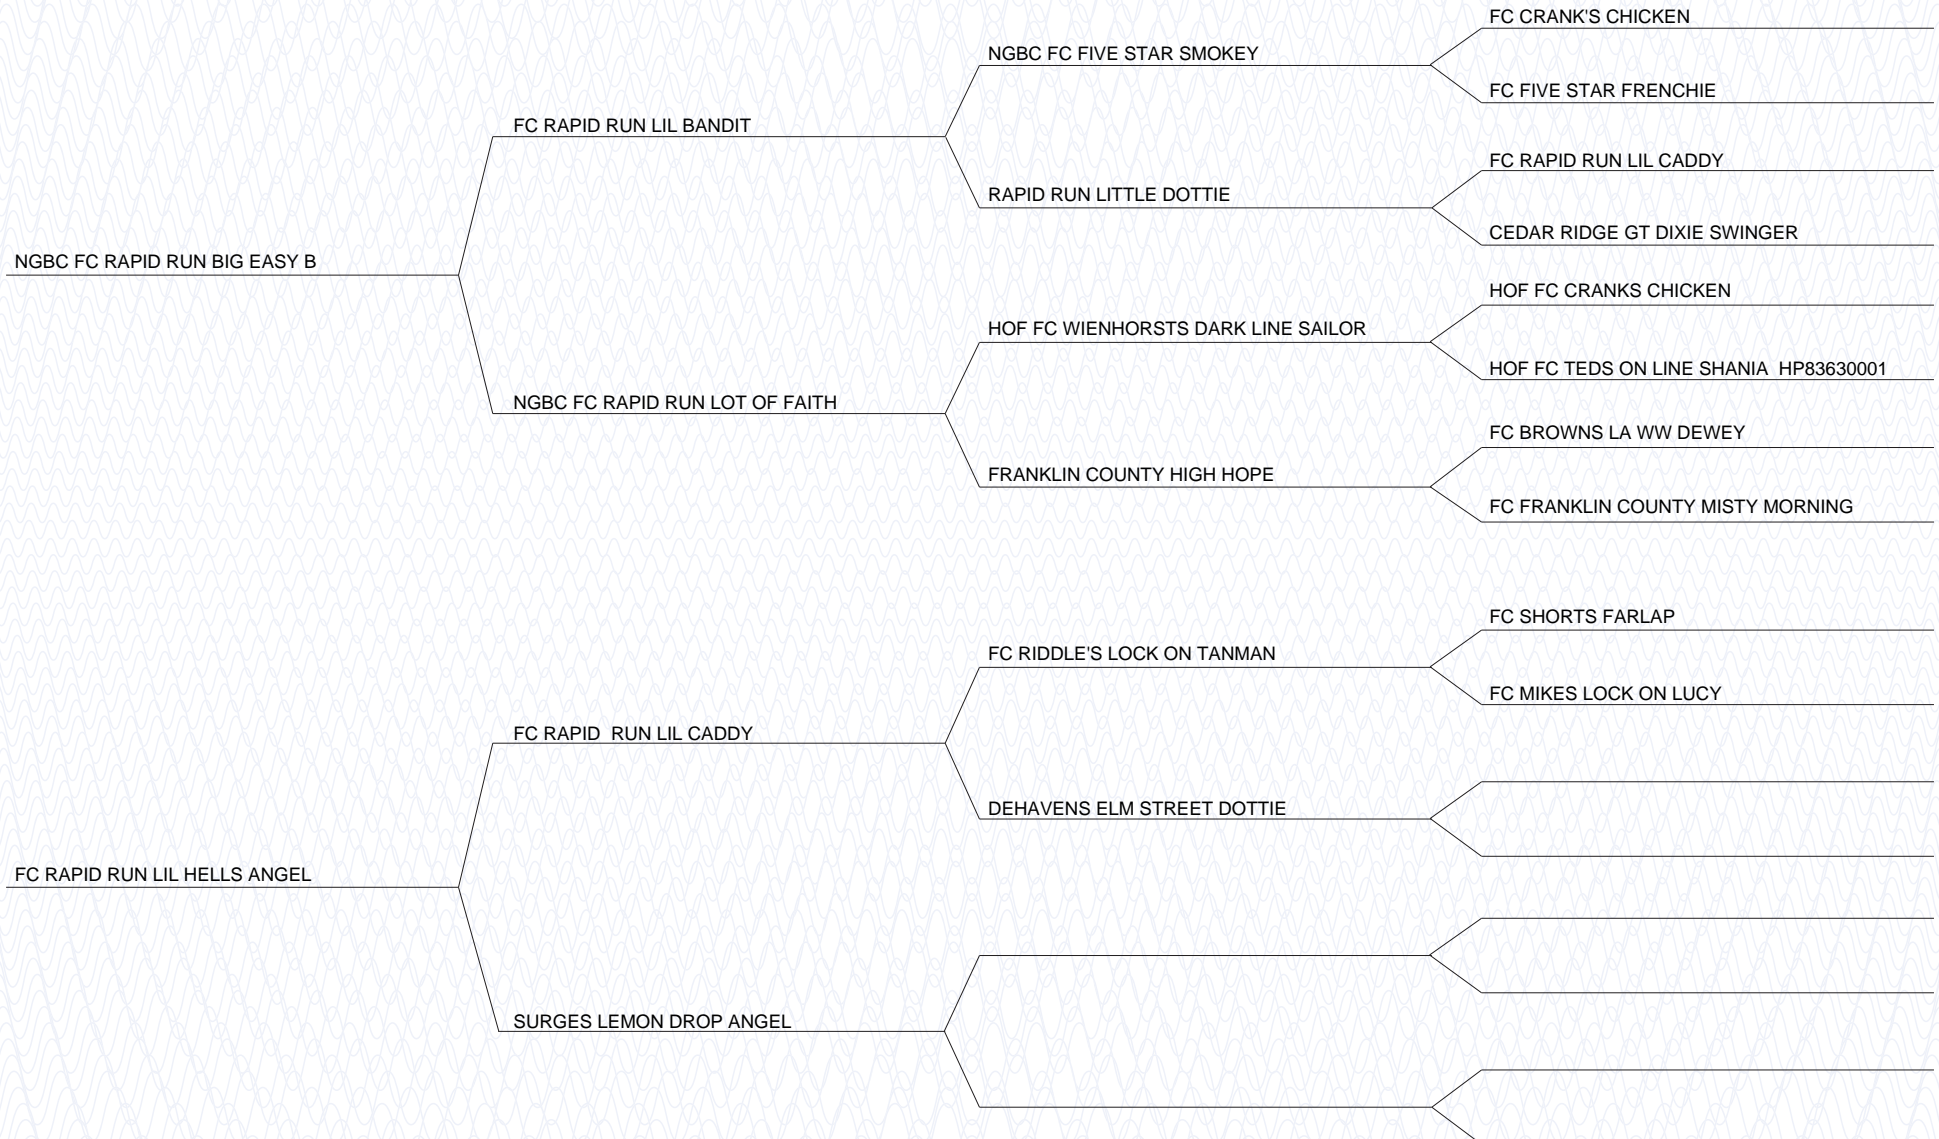 FC CRANK'S CHICKEN
NGBC FC FIVE STAR SMOKEY
FC FIVE STAR FRENCHIE
FC RAPID RUN LIL BANDIT
FC RAPID RUN LIL CADDY
RAPID RUN LITTLE DOTTIE
CEDAR RIDGE GT DIXIE SWINGER
NGBC FC RAPID RUN BIG EASY B
HOF FC CRANKS CHICKEN
HOF FC WIENHORSTS DARK LINE SAILOR
HOF FC TEDS ON LINE SHANIA  HP83630001
NGBC FC RAPID RUN LOT OF FAITH
FC BROWNS LA WW DEWEY
FRANKLIN COUNTY HIGH HOPE
FC FRANKLIN COUNTY MISTY MORNING
FC SHORTS FARLAP
FC RIDDLE'S LOCK ON TANMAN
FC MIKES LOCK ON LUCY
FC RAPID  RUN LIL CADDY
DEHAVENS ELM STREET DOTTIE
FC RAPID RUN LIL HELLS ANGEL
SURGES LEMON DROP ANGEL